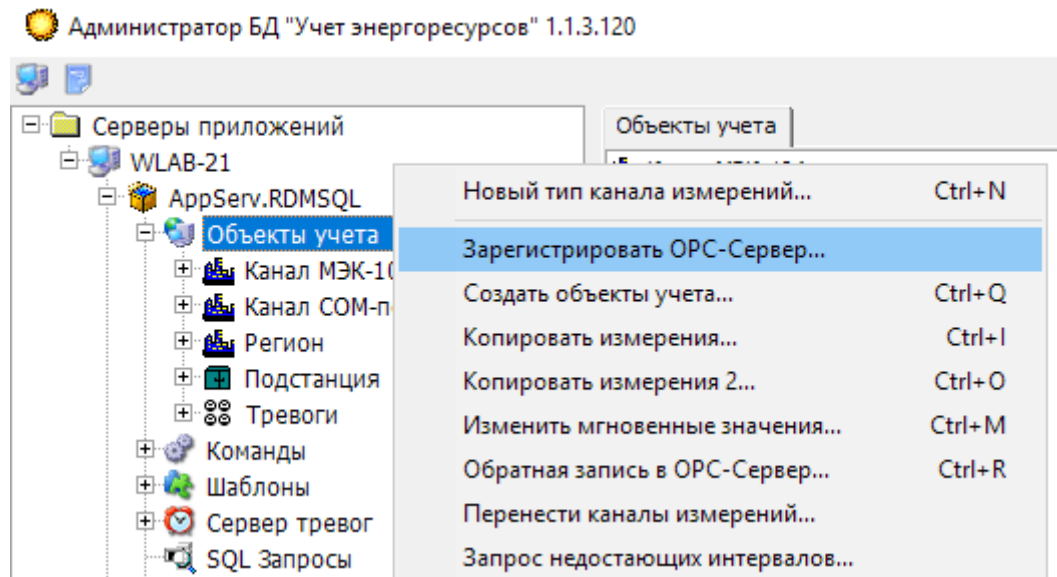 Администратор БД "Учет энергоресурсов" 1.1.3.120
Серверы приложений
WLAB-21
AppServ.RDMSQL
Объекты учета
Канал МЭК-10
Канал COM-п
Регион
Подстанция
Тревоги
Команды
Шаблоны
Сервер тревог
SQL Запросы
Объекты учета
Новый тип канала измерений... Ctrl+N
Зарегистрировать ОРС-Сервер...
Создать объекты учета... Ctrl+Q
Копировать измерения... Ctrl+I
Копировать измерения 2... Ctrl+O
Изменить мгновенные значения... Ctrl+M
Обратная запись в ОРС-Сервер... Ctrl+R
Перенести каналы измерений...
Запрос недостающих интервалов...